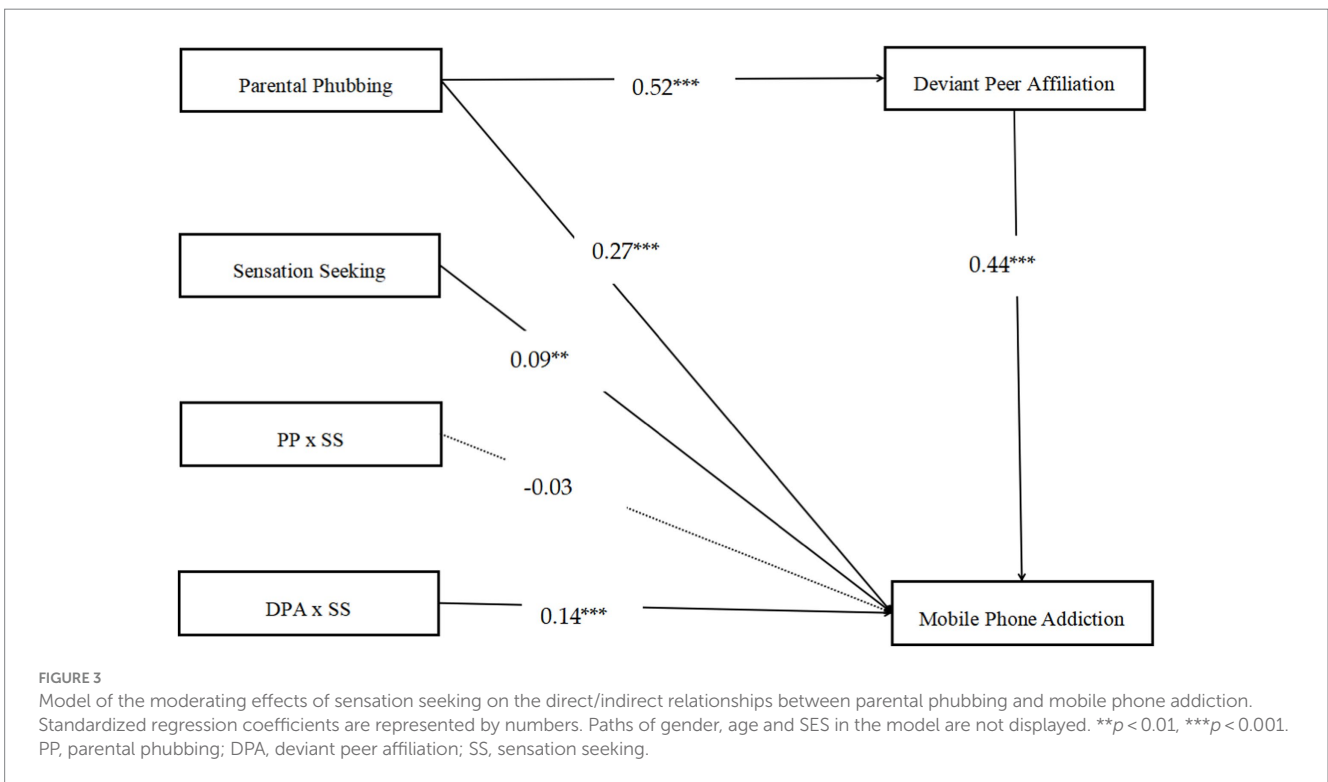 Parental Phubbing
0.52***
Deviant Peer Affiliation
0.27***
0.44***
Sensation Seeking
0.09**
PP x SS
-0.03
DPA x SS
0.14***
Mobile Phone Addiction
FIGURE 3
Model of the moderating effects of sensation seeking on the direct/indirect relationships between parental phubbing and mobile phone addiction.
Standardized regression coefficients are represented by numbers. Paths of gender, age and SES in the model are not displayed. **p < 0.01, ***p < 0.001.
PP, parental phubbing; DPA, deviant peer affiliation; SS, sensation seeking.